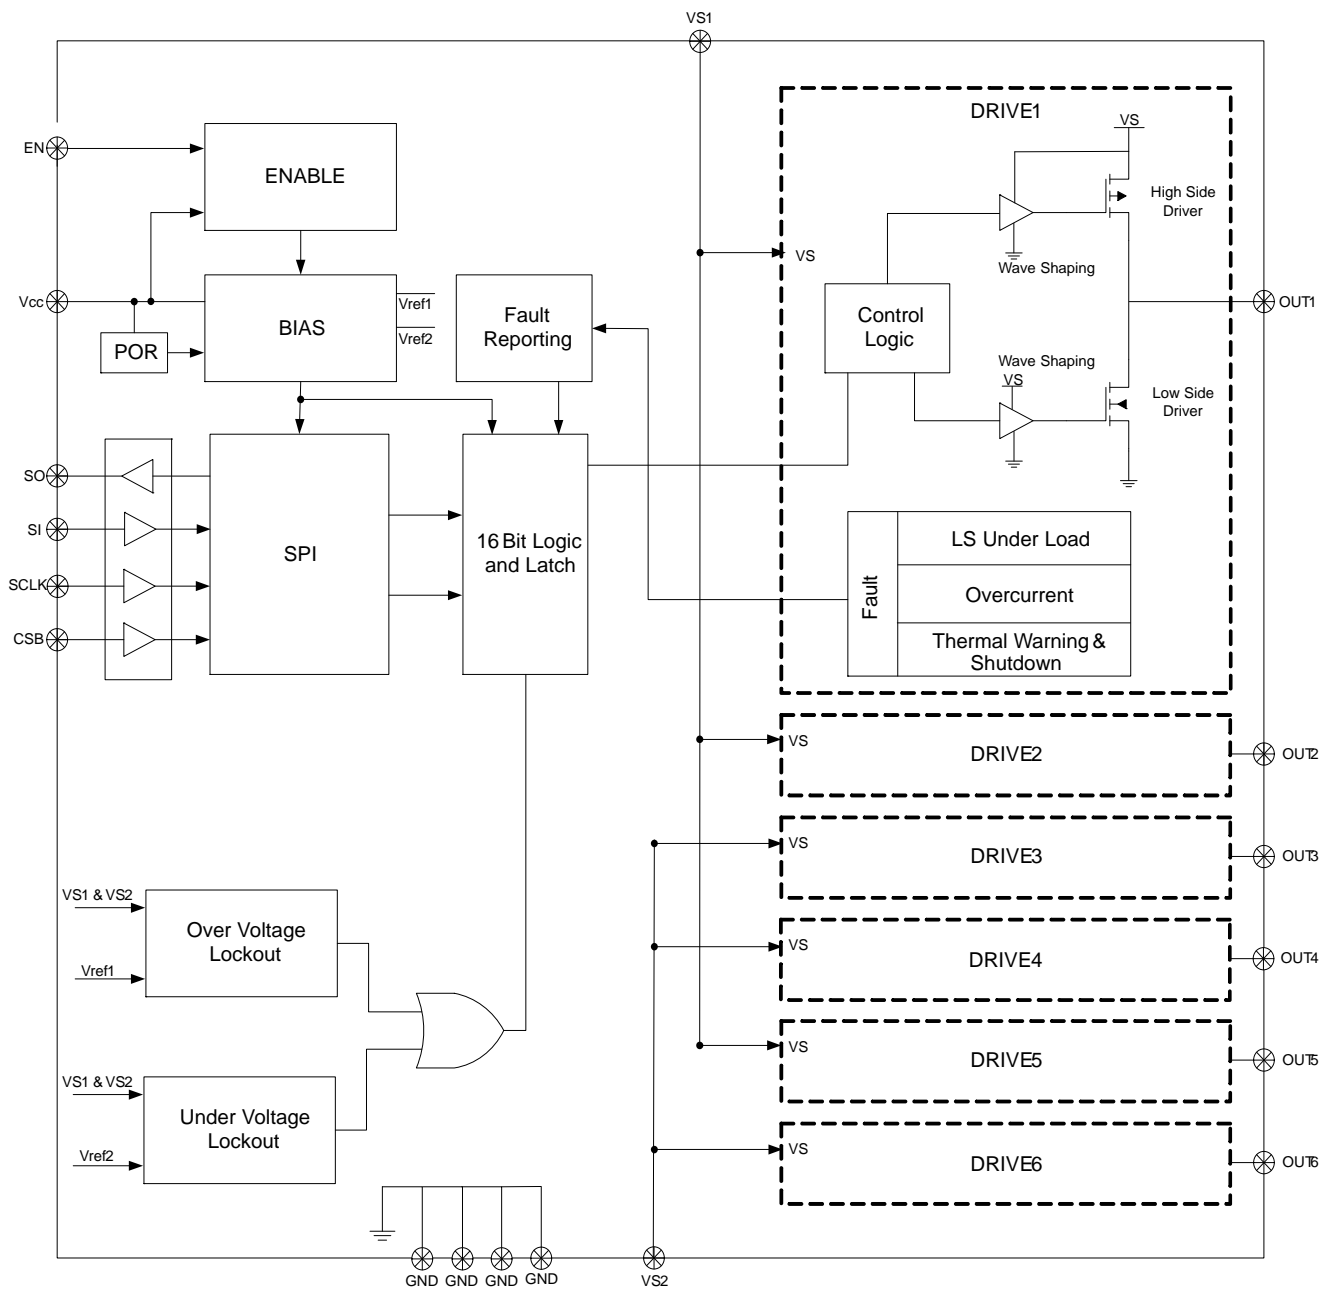 VS1
DRIVE1
VS
EN
ENABLE
High Side
Driver
VS
Wave Shaping
Vcc
BIAS
Vref1
Vref2
POR
Fault
Reporting
Control
Logic
OUT1
Wave Shaping
VS
Low Side
Driver
SO
SI
SCLK
CSB
SPI
16 Bit Logic
and Latch
Fault
LS Under Load
Overcurrent
Thermal Warning &
Shutdown
VS
DRIVE2
OUT2
VS
DRIVE3
OUT3
VS1 & VS2
Over Voltage
Lockout
Vref1
VS
DRIVE4
OUT4
VS
DRIVE5
OUT5
VS1 & VS2
Under Voltage
Lockout
Vref2
VS
DRIVE6
OUT6
GND
GND
GND
GND
VS2